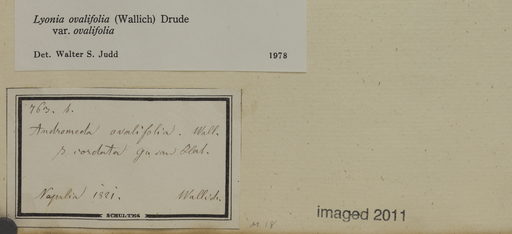 Lyonia ovalifolia (Wallich) Drude
var. ovalifolia
Det. Walter S. Judd 1978
763. b.
Andromeda ovalifolia. Wall.
cordata
Napalia 1821. Wallich.
SCHULTES
imaged 2011